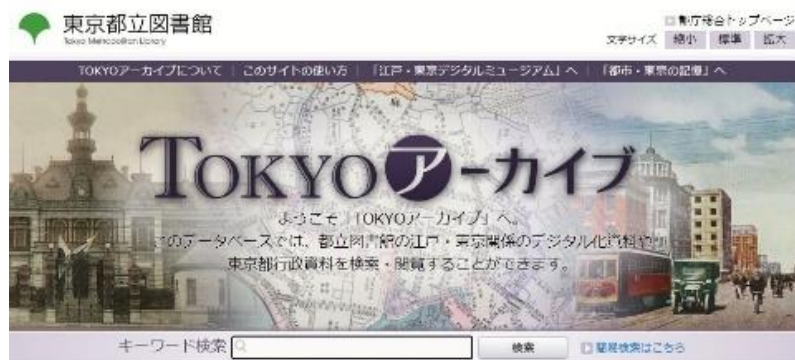 東京都立図書館
Tokyo Metropolitan Library
都庁総合トップページ
文字サイズ 縮小 標準 拡大
TOKYOアーカイブについて | このサイトの使い方 | 「江戸・東京デジタルミュージアム」へ | 「都市・東京の記憶」へ
TOKYOアーカイブ
ようこそ「TOKYOアーカイブ」へ。
このデータベースでは、都立図書館の江戸・東京関係のデジタル化資料や
東京都行政資料を検索・閲覧することができます。
キーワード検索 検索 簡易検索はこちら